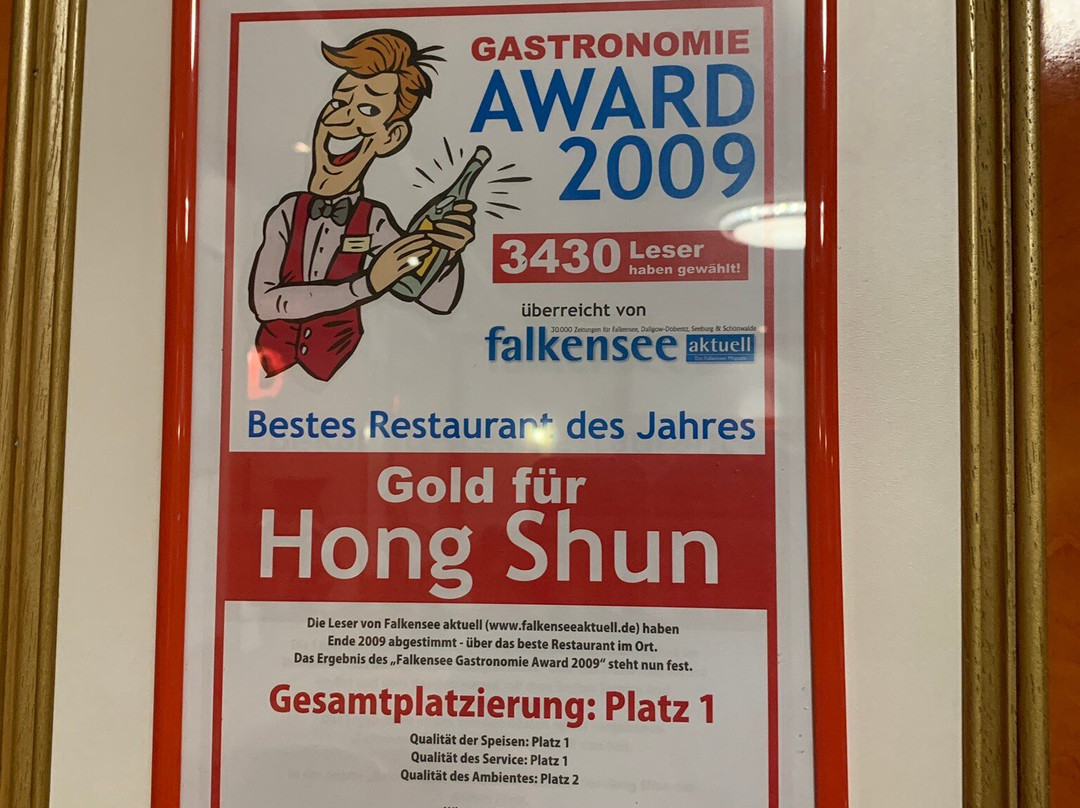 GASTRONOMIE
AWARD
2009
3430 Leser
haben gewählt!
überreicht von
30.000 Zeitungen für Falkensee, Dallgow-Döberitz, Seeburg & Schönwalde
falkensee aktuell
Bestes Restaurant des Jahres
Gold für
Hong Shun
Die Leser von Falkensee aktuell (www.falkenseeaktuell.de) haben
Ende 2009 abgestimmt - über das beste Restaurant im Ort.
Das Ergebnis des „Falkensee Gastronomie Award 2009“ steht nun fest.
Gesamtplatzierung: Platz 1
Qualität der Speisen: Platz 1
Qualität des Service: Platz 1
Qualität des Ambientes: Platz 2